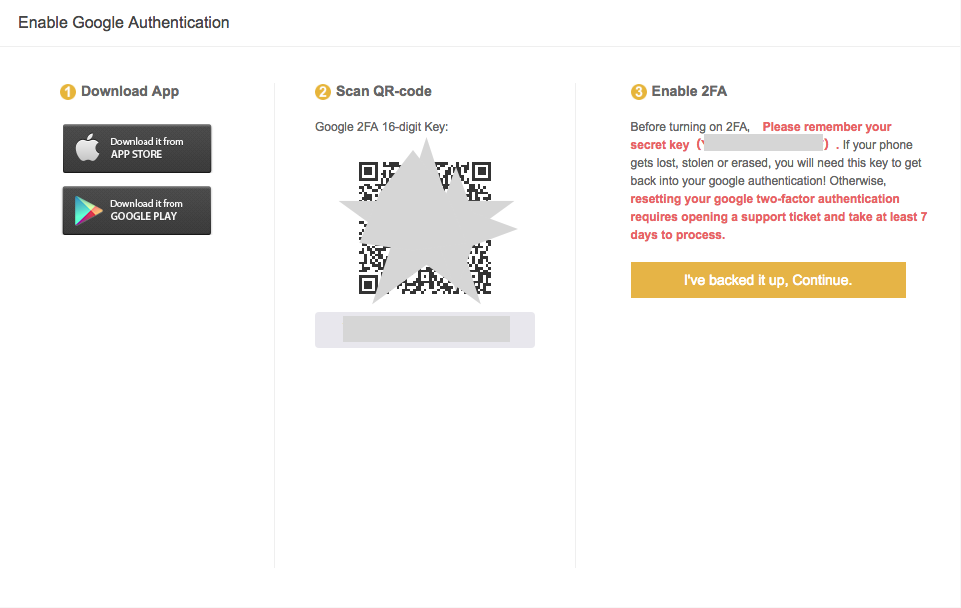 Enable Google Authentication
1 Download App
Download it from
APP STORE
Download it from
GOOGLE PLAY
2 Scan QR-code
Google 2FA 16-digit Key:
3 Enable 2FA
Before turning on 2FA, Please remember your
secret key ( ) . If your phone
gets lost, stolen or erased, you will need this key to get
back into your google authentication! Otherwise,
resetting your google two-factor authentication
requires opening a support ticket and take at least 7
days to process.
I've backed it up, Continue.